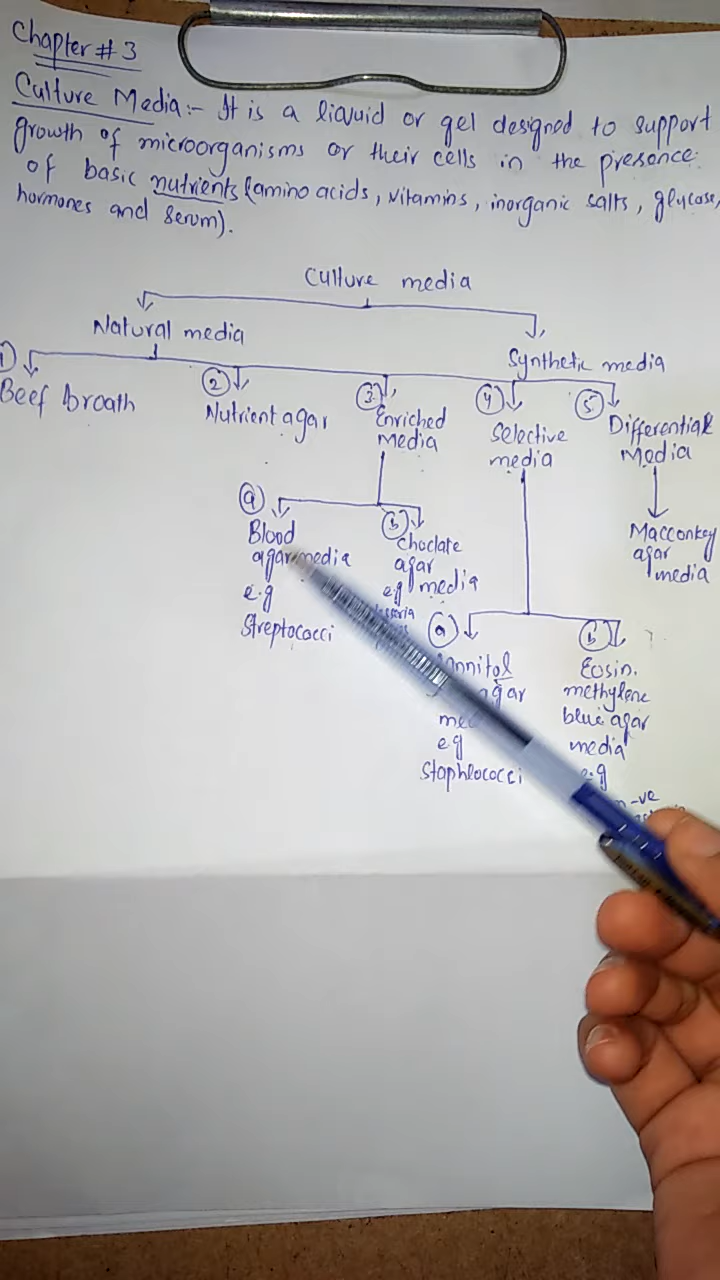 Chapter # 3
Culture Media:- It is a liquid or gel designed to support
growth of microorganisms or their cells in the presence
of basic nutrients (amino acids, vitamins, inorganic salts, glucose,
hormones and serum).
Culture media
Natural media
Synthetic media
1
Beef broath
2
Nutrient agar
3
Enriched
Media
4
Selective
media
5
Differential
Media
Macconkey
agar
media
a
Blood
agar media
e.g
Streptococci
b
Choclate
agar
media
e.g
a
agar
e.g
Staphlococci
b
Eosin.
methylene
blue agar
media
e.g
-ve